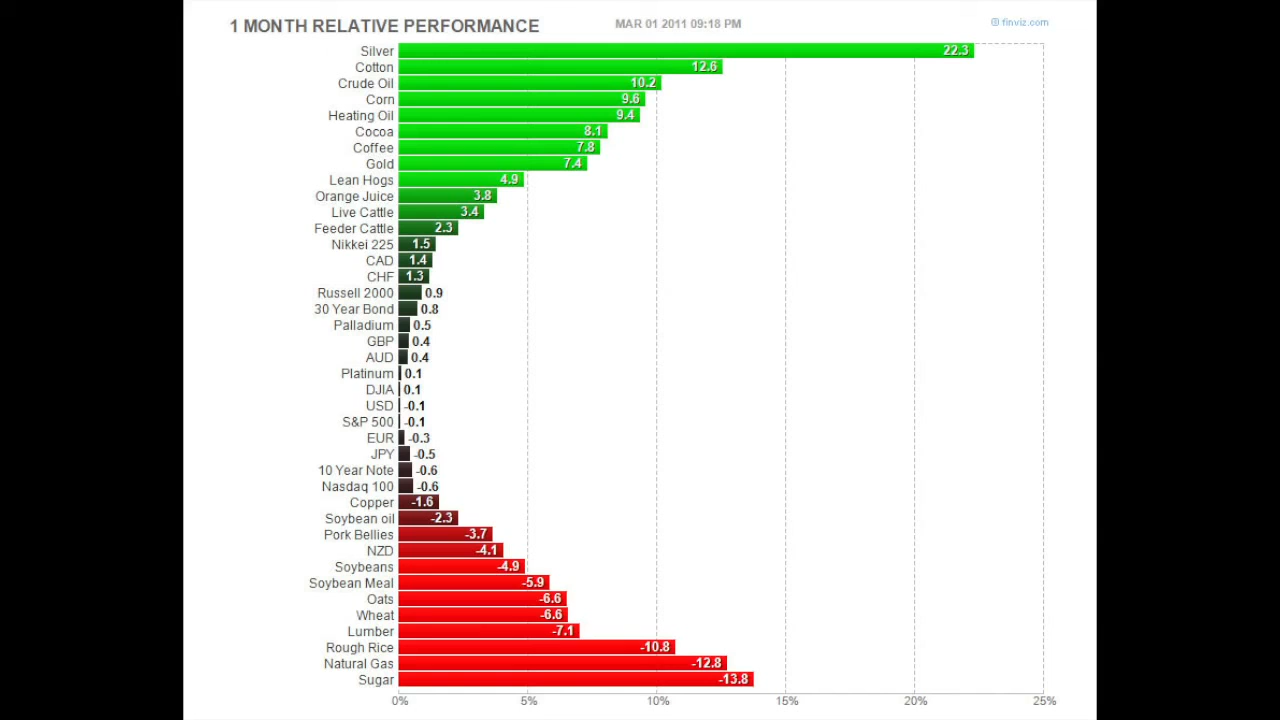 1 MONTH RELATIVE PERFORMANCE MAR 01 2011 09:18 PM © finviz.com
Silver 22.3
Cotton 12.6
Crude Oil 10.2
Corn 9.6
Heating Oil 9.4
Cocoa 8.1
Coffee 7.8
Gold 7.4
Lean Hogs 4.9
Orange Juice 3.8
Live Cattle 3.4
Feeder Cattle 2.3
Nikkei 225 1.5
CAD 1.4
CHF 1.3
Russell 2000 0.9
30 Year Bond 0.8
Palladium 0.5
GBP 0.4
AUD 0.4
Platinum 0.1
DJIA 0.1
USD -0.1
S&P 500 -0.1
EUR -0.3
JPY -0.5
10 Year Note -0.6
Nasdaq 100 -0.6
Copper -1.6
Soybean oil -2.3
Pork Bellies -3.7
NZD -4.1
Soybeans -4.9
Soybean Meal -5.9
Oats -6.6
Wheat -6.6
Lumber -7.1
Rough Rice -10.8
Natural Gas -12.8
Sugar -13.8
0% 5% 10% 15% 20% 25%